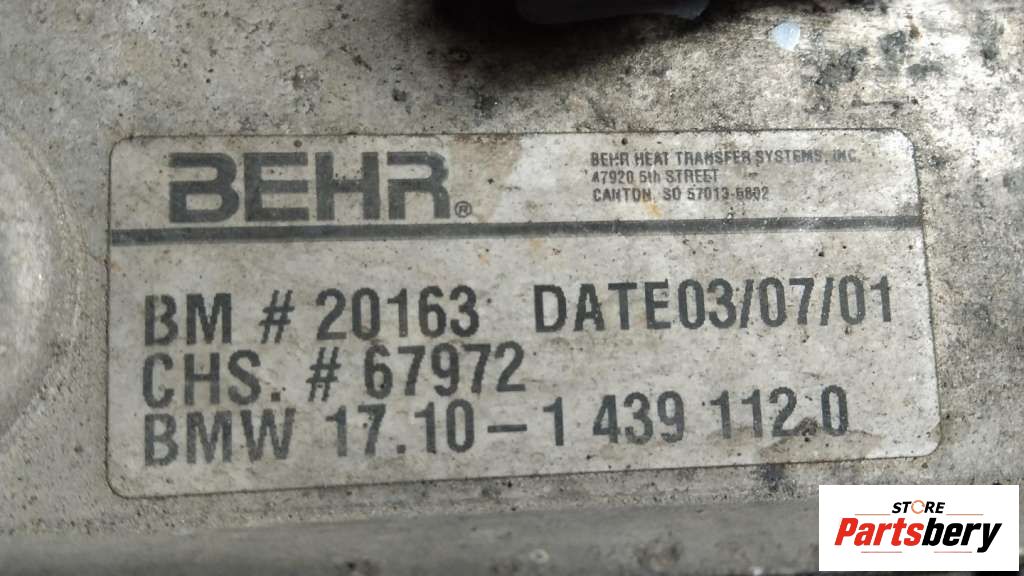 BEHR®
BEHR HEAT TRANSFER SYSTEMS, INC.
47920 5th STREET
CANTON, SD 57013-5802
BM # 20163 DATE03/07/01
CHS. # 67972
BMW 17.10-1 439 112.0
STORE
Partsbery